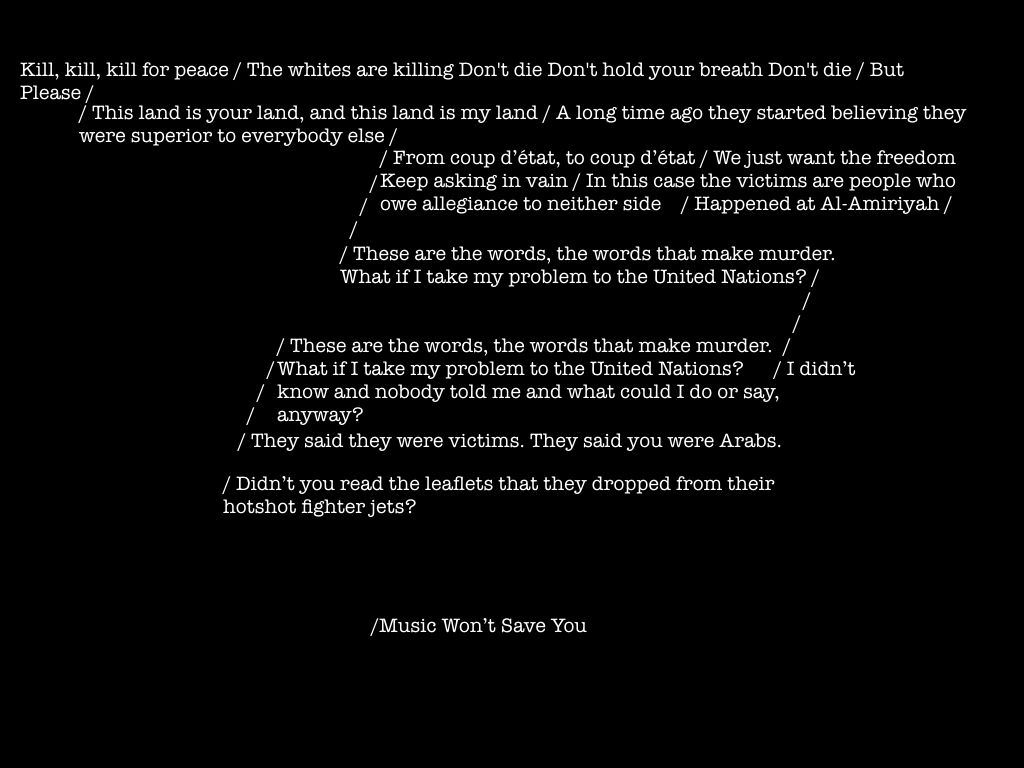 Kill, kill, kill for peace / The whites are killing Don't die Don't hold your breath Don't die / But
Please /
/ This land is your land, and this land is my land / A long time ago they started believing they
were superior to everybody else /
/ From coup d’état, to coup d’état / We just want the freedom
/ Keep asking in vain / In this case the victims are people who
/ owe allegiance to neither side / Happened at Al-Amiriyah /
/
/ These are the words, the words that make murder.
What if I take my problem to the United Nations? /
/
/
/ These are the words, the words that make murder. /
/ What if I take my problem to the United Nations? / I didn’t
/ know and nobody told me and what could I do or say,
/ anyway?
/ They said they were victims. They said you were Arabs.
/ Didn’t you read the leaflets that they dropped from their
hotshot fighter jets?
/Music Won’t Save You